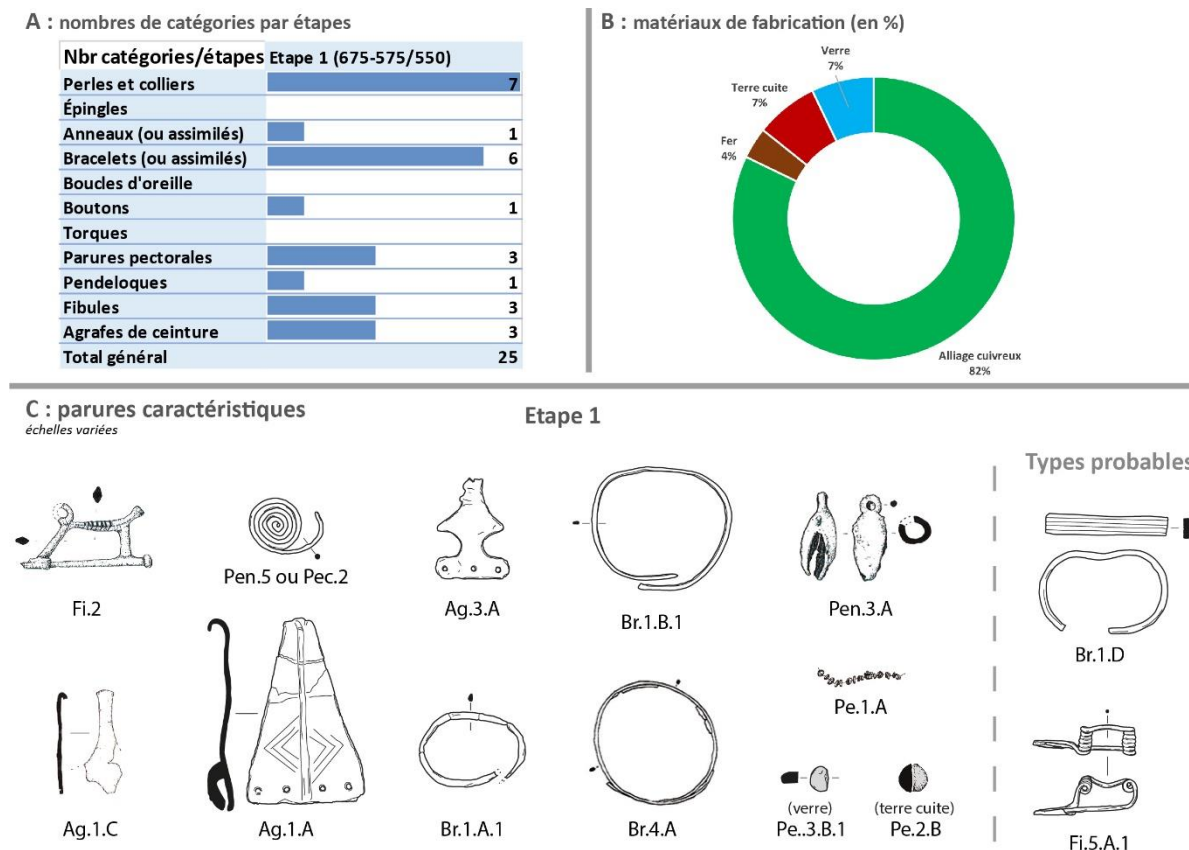 A : nombres de catégories par étapes
Nbr catégories/étapes Etape 1 (675-575/550)
Perles et colliers 7
Épingles
Anneaux (ou assimilés) 1
Bracelets (ou assimilés) 6
Boucles d'oreille
Boutons 1
Torques
Parures pectorales 3
Pendeloques 1
Fibules 3
Agrafes de ceinture 3
Total général 25
B : matériaux de fabrication (en %)
Verre
7%
Terre cuite
7%
Fer
4%
Alliage cuivreux
82%
C : parures caractéristiques
échelles variées
Etape 1
Types probables
Fi.2
Pen.5 ou Pec.2
Ag.3.A
Br.1.B.1
Pen.3.A
Br.1.D
Pe.1.A
Ag.1.C
Ag.1.A
Br.1.A.1
Br.4.A
(verre)
Pe..3.B.1
(terre cuite)
Pe.2.B
Fi.5.A.1